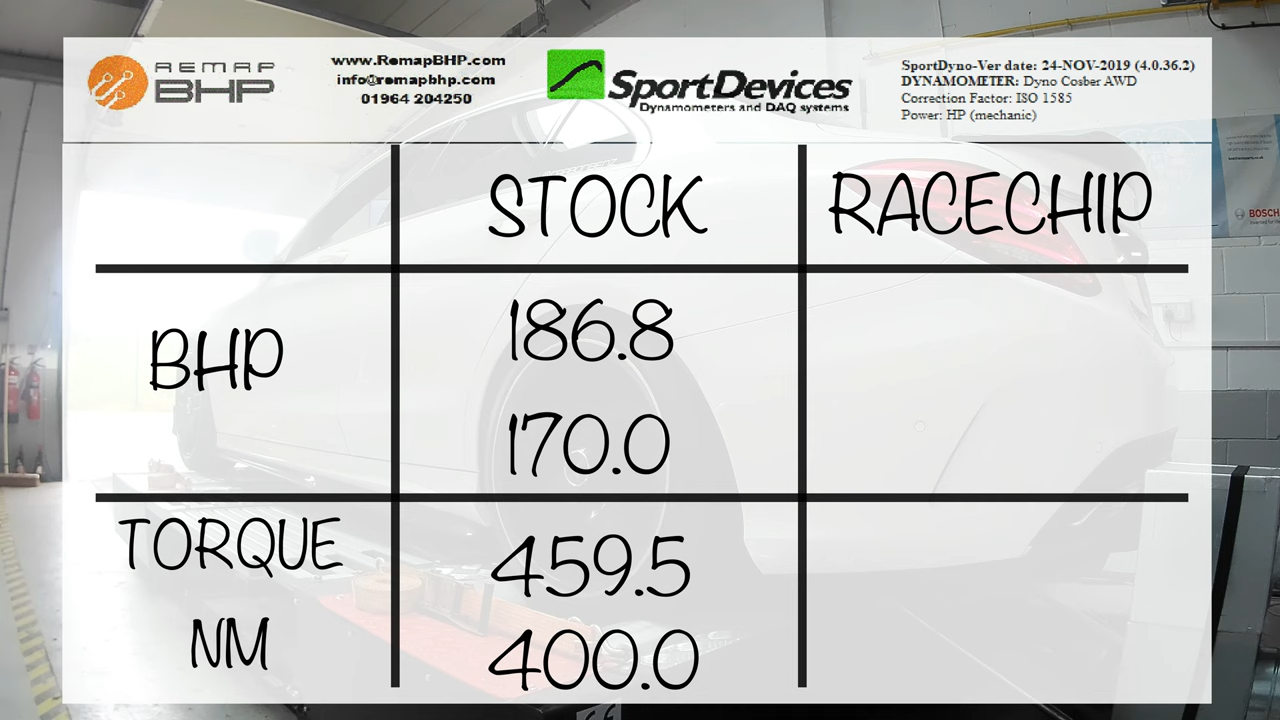 REMAP
BHP
www.RemapBHP.com
info@remapbhp.com
01964 204250
SportDevices
Dynamometers and DAQ systems
SportDyno-Ver date: 24-NOV-2019 (4.0.36.2)
DYNAMOMETER: Dyno Cosber AWD
Correction Factor: ISO 1585
Power: HP (mechanic)
STOCK RACECHIP
BHP 186.8
170.0
TORQUE 459.5
NM 400.0
BOSCH